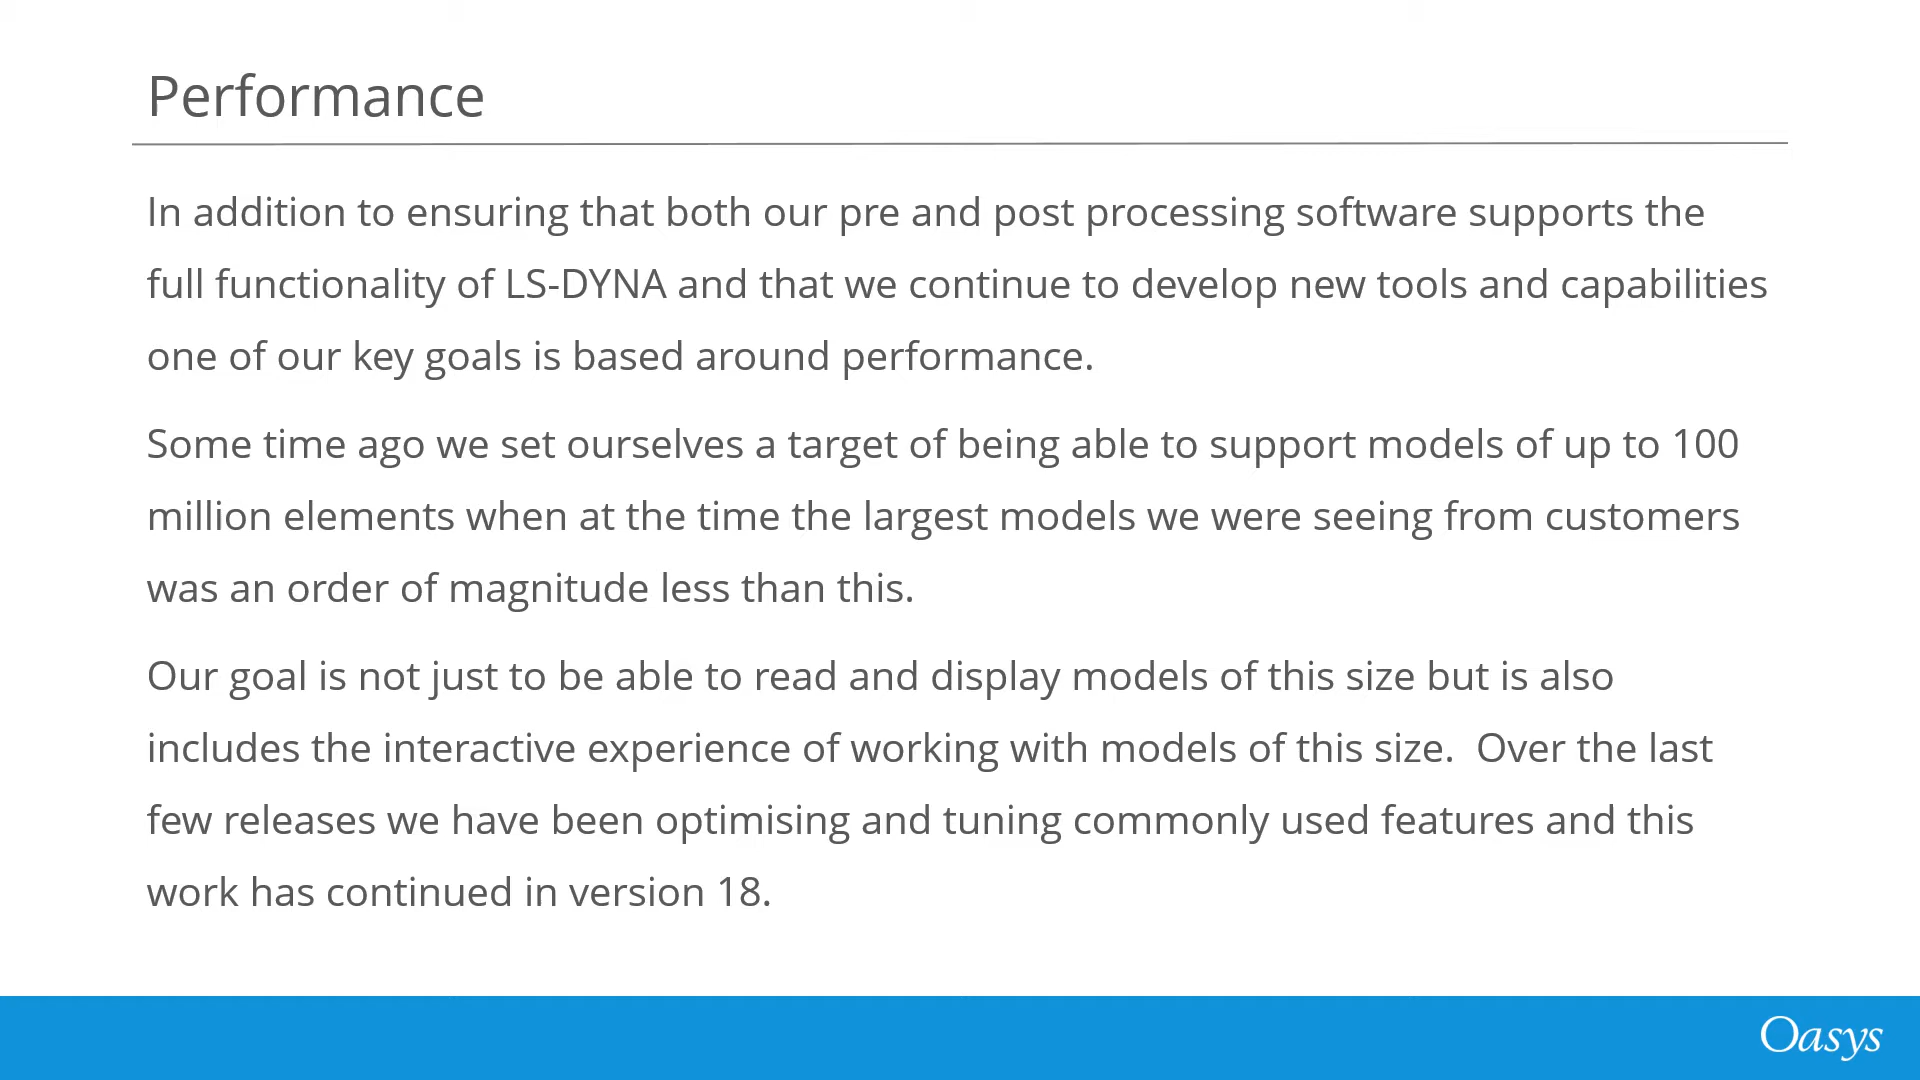 Performance
In addition to ensuring that both our pre and post processing software supports the
full functionality of LS-DYNA and that we continue to develop new tools and capabilities
one of our key goals is based around performance.
Some time ago we set ourselves a target of being able to support models of up to 100
million elements when at the time the largest models we were seeing from customers
was an order of magnitude less than this.
Our goal is not just to be able to read and display models of this size but is also
includes the interactive experience of working with models of this size.  Over the last
few releases we have been optimising and tuning commonly used features and this
work has continued in version 18.
Oasys